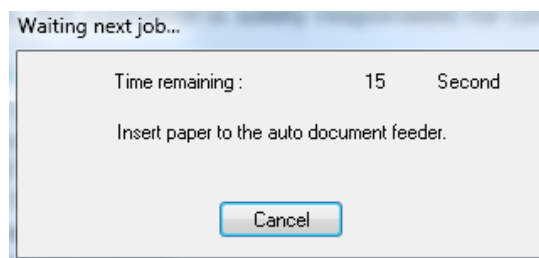 Waiting next job...
Time remaining : 15 Second
Insert paper to the auto document feeder.
Cancel